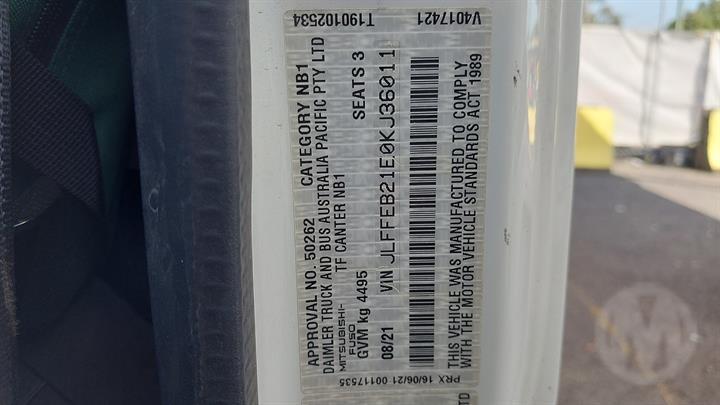 T190102534 V4017421
APPROVAL NO. 50262 CATEGORY NB1
DAIMLER TRUCK AND BUS AUSTRALIA PACIFIC PTY LTD
MITSUBISHI- TF CANTER NB1
FUSO
GVM kg 4495 SEATS 3
08/21 VIN JLFFEB21E0KJ36011
THIS VEHICLE WAS MANUFACTURED TO COMPLY
WITH THE MOTOR VEHICLE STANDARDS ACT 1989
PRX 16/06/21 00117535
LTD
M